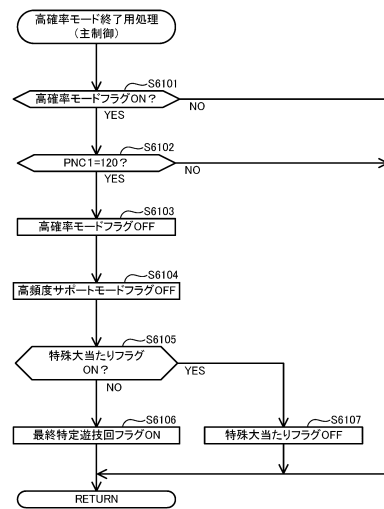 高確率モード終了用処理
(主制御)
S6101
高確率モードフラグON?
NO
YES
S6102
PNC1=120?
NO
YES
S6103
高確率モードフラグOFF
S6104
高頻度サポートモードフラグOFF
S6105
特殊大当たりフラグ
ON?
YES
NO
S6106
最終特定遊技回フラグON
S6107
特殊大当たりフラグOFF
RETURN